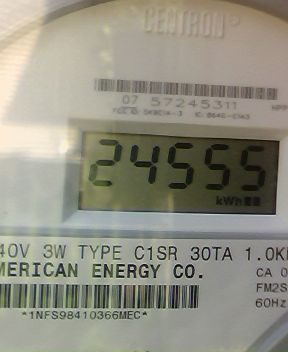 CENTRON®
07 57245311
24555
kWh
40V 3W TYPE C1SR 30TA 1.0K
MERICAN ENERGY CO.
CA 0
FM2S
60Hz
*1NFS98410366MEC*